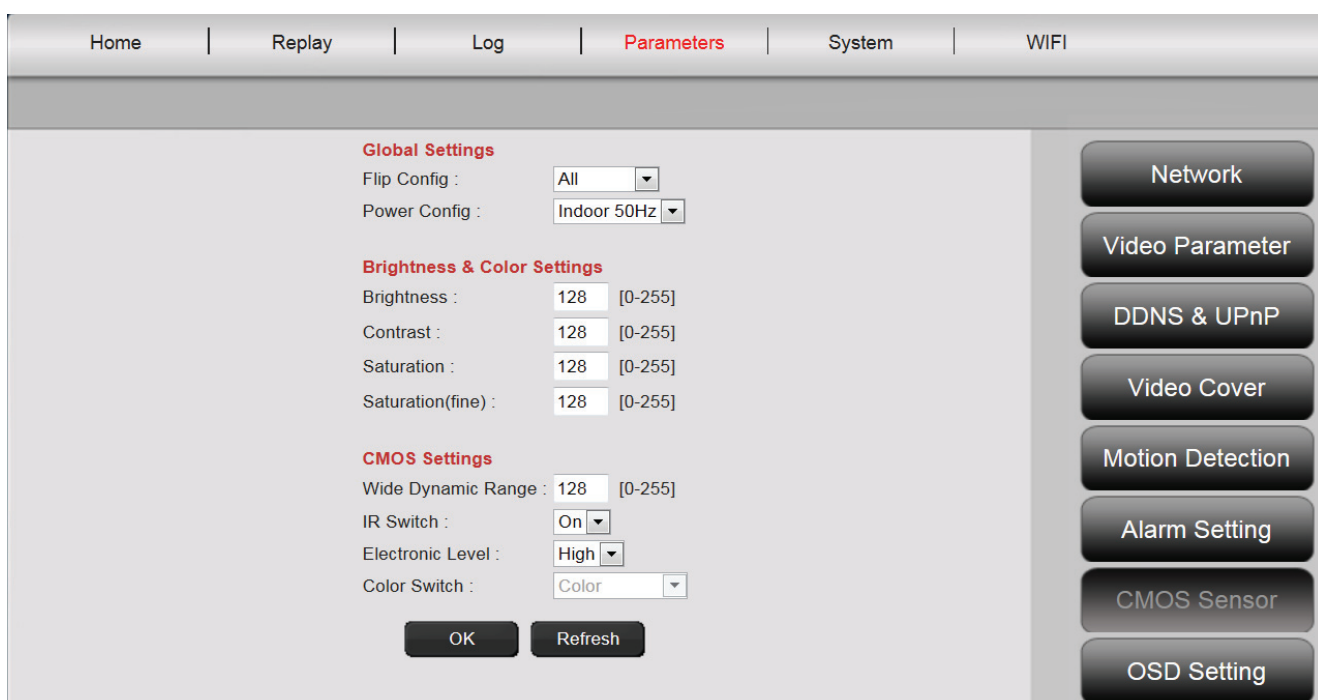 Home | Replay | Log | Parameters | System | WIFI
Global Settings
Flip Config : All
Power Config : Indoor 50Hz
Brightness & Color Settings
Brightness : 128 [0-255]
Contrast : 128 [0-255]
Saturation : 128 [0-255]
Saturation(fine) : 128 [0-255]
CMOS Settings
Wide Dynamic Range : 128 [0-255]
IR Switch : On
Electronic Level : High
Color Switch : Color
OK Refresh
Network
Video Parameter
DDNS & UPnP
Video Cover
Motion Detection
Alarm Setting
CMOS Sensor
OSD Setting